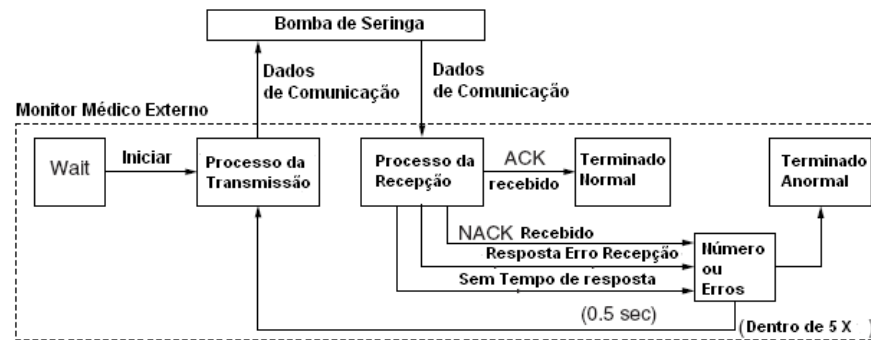 Bomba de Seringa
Dados
de Comunicação
Dados
de Comunicação
Monitor Médico Externo
Wait
Iniciar
Processo da
Transmissão
Processo da
Recepção
ACK
recebido
Terminado
Normal
Terminado
Anormal
NACK Recebido
Resposta Erro Recepção
Sem Tempo de resposta
(0.5 sec)
Número
ou
Erros
(Dentro de 5 X )